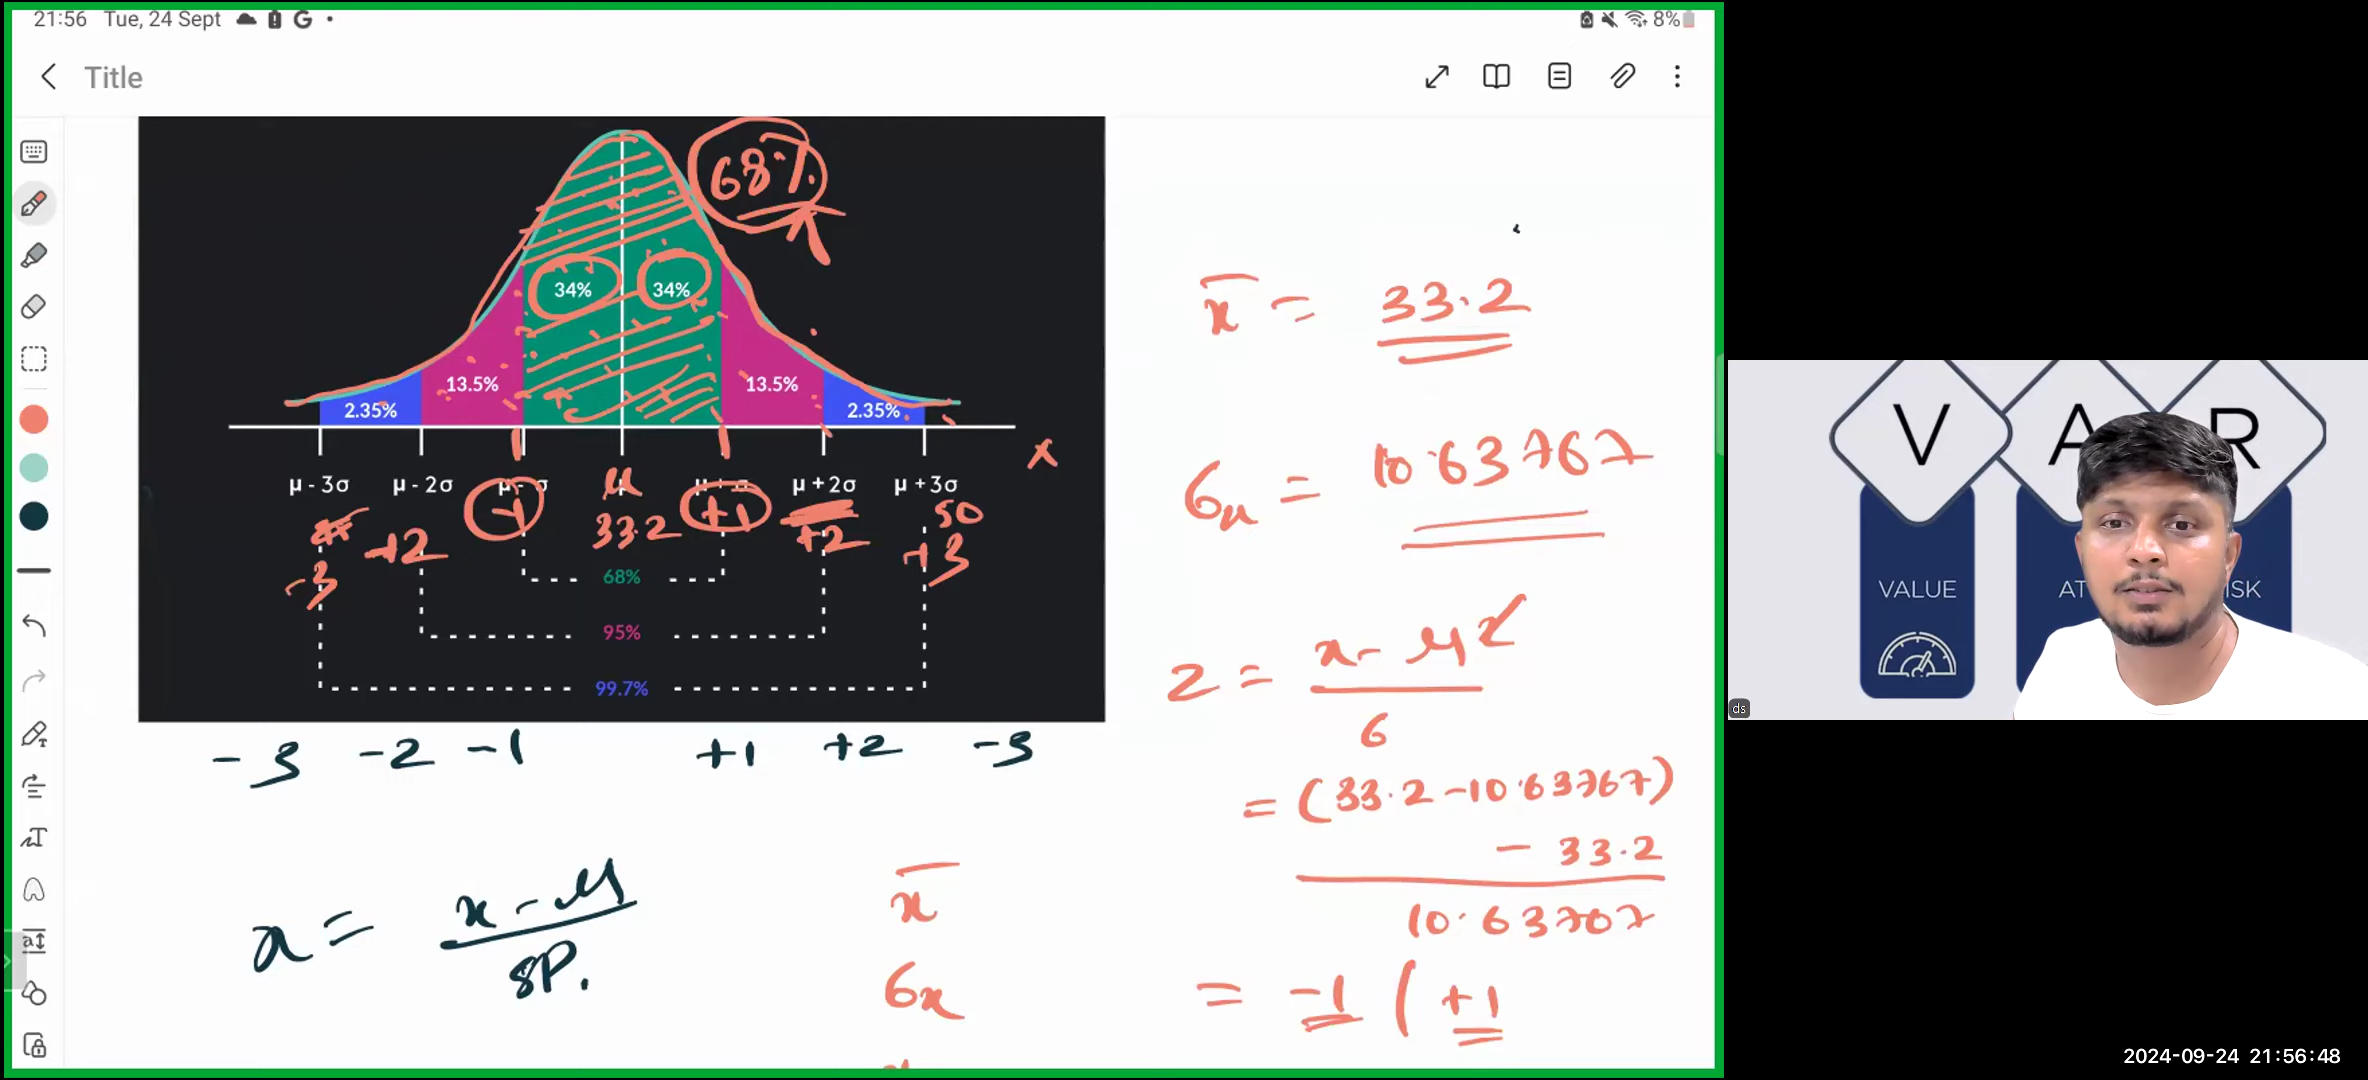 21:56 Tue, 24 Sept
8%
Title
68%
34% 34%
13.5% 13.5%
2.35% 2.35%
x
μ - 3σ μ - 2σ μ μ + 2σ μ + 3σ
-1 33.2 +1 50
-3 +2 +2 +3
68%
95%
99.7%
-3 -2 -1 +1 +2 -3
x - μ
x̄
x̄ = 33.2
σx = 10.63767
z = x - μ
σ
= (33.2 - 10.63767)
- 33.2
10.63767
σx
= -1 ( +1
V A R
VALUE AT ISK
ds
2024-09-24 21:56:48